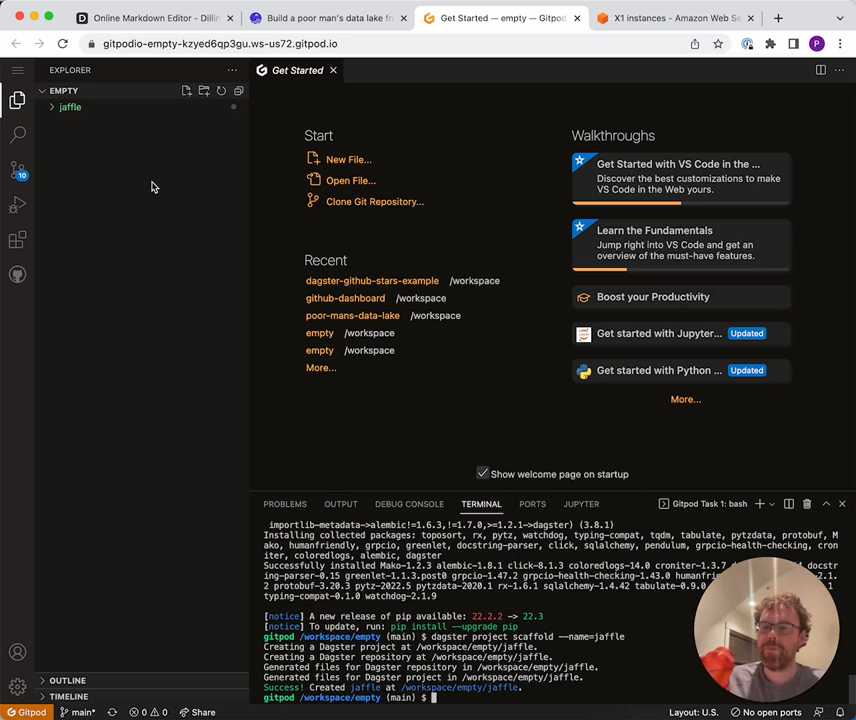 Online Markdown Editor - Dillin
Build a poor man's data lake fr
Get Started — empty — Gitpod
X1 instances - Amazon Web Se
gitpodio-empty-kzyed6qp3gu.ws-us72.gitpod.io
P
EXPLORER
EMPTY
jaffle
10
OUTLINE
TIMELINE
Get Started
Start
New File...
Open File...
Clone Git Repository...
Recent
dagster-github-stars-example /workspace
github-dashboard /workspace
poor-mans-data-lake /workspace
empty /workspace
empty /workspace
More...
Walkthroughs
Get Started with VS Code in the ...
Discover the best customizations to make
VS Code in the Web yours.
Learn the Fundamentals
Jump right into VS Code and get an
overview of the must-have features.
Boost your Productivity
Get started with Jupyter... Updated
Get started with Python ... Updated
More...
Show welcome page on startup
PROBLEMS OUTPUT DEBUG CONSOLE TERMINAL PORTS JUPYTER
Gitpod Task 1: bash
importlib-metadata->alembic!=1.6.3,!=1.7.0,>=1.2.1->dagster) (3.8.1)
Installing collected packages: toposort, rx, pytz, watchdog, typing-compat, tqdm, tabulate, pytzdata, protobuf, M
ako, humanfriendly, grpcio, greenlet, docstring-parser, click, sqlalchemy, pendulum, grpcio-health-checking, cron
iter, coloredlogs, alembic, dagster
Successfully installed Mako-1.2.3 alembic-1.8.1 click-8.1.3 coloredlogs-14.0 croniter-1.3.7 docstr
ing-parser-0.15 greenlet-1.1.3.post0 grpcio-1.47.2 grpcio-health-checking-1.43.0 humanfri
2 protobuf-3.20.3 pytz-2022.5 pytzdata-2020.1 rx-1.6.1 sqlalchemy-1.4.42 tabulate-0.9.0
typing-compat-0.1.0 watchdog-2.1.9
[notice] A new release of pip available: 22.2.2 -> 22.3
[notice] To update, run: pip install --upgrade pip
gitpod /workspace/empty (main) $ dagster project scaffold --name=jaffle
Creating a Dagster project at /workspace/empty/jaffle.
Creating a Dagster repository at /workspace/empty/jaffle.
Generated files for Dagster repository in /workspace/empty/jaffle.
Generated files for Dagster project in /workspace/empty/jaffle.
Success! Created jaffle at /workspace/empty/jaffle.
gitpod /workspace/empty (main) $
Gitpod main* 0 0 Share
Layout: U.S. No open ports